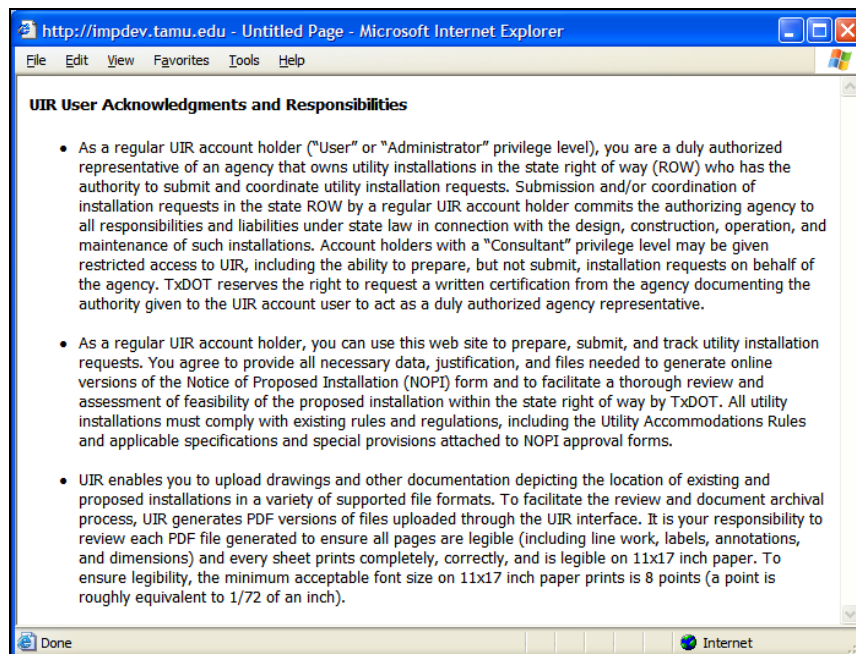 http://impdev.tamu.edu - Untitled Page - Microsoft Internet Explorer
File Edit View Favorites Tools Help
UIR User Acknowledgments and Responsibilities
• As a regular UIR account holder (“User” or “Administrator” privilege level), you are a duly authorized
representative of an agency that owns utility installations in the state right of way (ROW) who has the
authority to submit and coordinate utility installation requests. Submission and/or coordination of
installation requests in the state ROW by a regular UIR account holder commits the authorizing agency to
all responsibilities and liabilities under state law in connection with the design, construction, operation, and
maintenance of such installations. Account holders with a “Consultant” privilege level may be given
restricted access to UIR, including the ability to prepare, but not submit, installation requests on behalf of
the agency. TxDOT reserves the right to request a written certification from the agency documenting the
authority given to the UIR account user to act as a duly authorized agency representative.
• As a regular UIR account holder, you can use this web site to prepare, submit, and track utility installation
requests. You agree to provide all necessary data, justification, and files needed to generate online
versions of the Notice of Proposed Installation (NOPI) form and to facilitate a thorough review and
assessment of feasibility of the proposed installation within the state right of way by TxDOT. All utility
installations must comply with existing rules and regulations, including the Utility Accommodations Rules
and applicable specifications and special provisions attached to NOPI approval forms.
• UIR enables you to upload drawings and other documentation depicting the location of existing and
proposed installations in a variety of supported file formats. To facilitate the review and document archival
process, UIR generates PDF versions of files uploaded through the UIR interface. It is your responsibility to
review each PDF file generated to ensure all pages are legible (including line work, labels, annotations,
and dimensions) and every sheet prints completely, correctly, and is legible on 11x17 inch paper. To
ensure legibility, the minimum acceptable font size on 11x17 inch paper prints is 8 points (a point is
roughly equivalent to 1/72 of an inch).
Done Internet